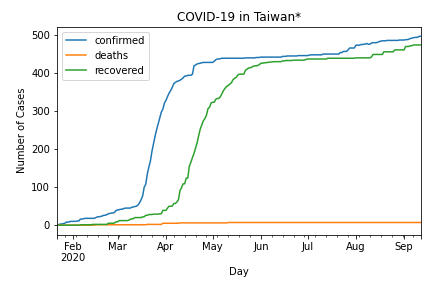 COVID-19 in Taiwan*
500
400
300
200
100
0
Number of Cases
confirmed
deaths
recovered
Feb Mar Apr May Jun Jul Aug Sep
2020
Day